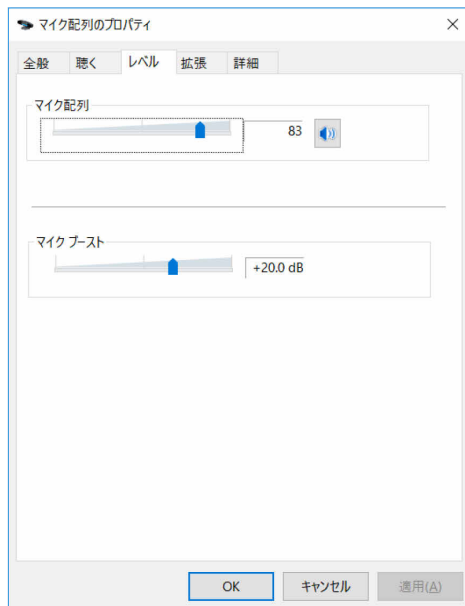 マイク配列のプロパティ
全般 聴く レベル 拡張 詳細
マイク配列
83
マイク ブースト
+20.0 dB
OK キャンセル 適用(A)